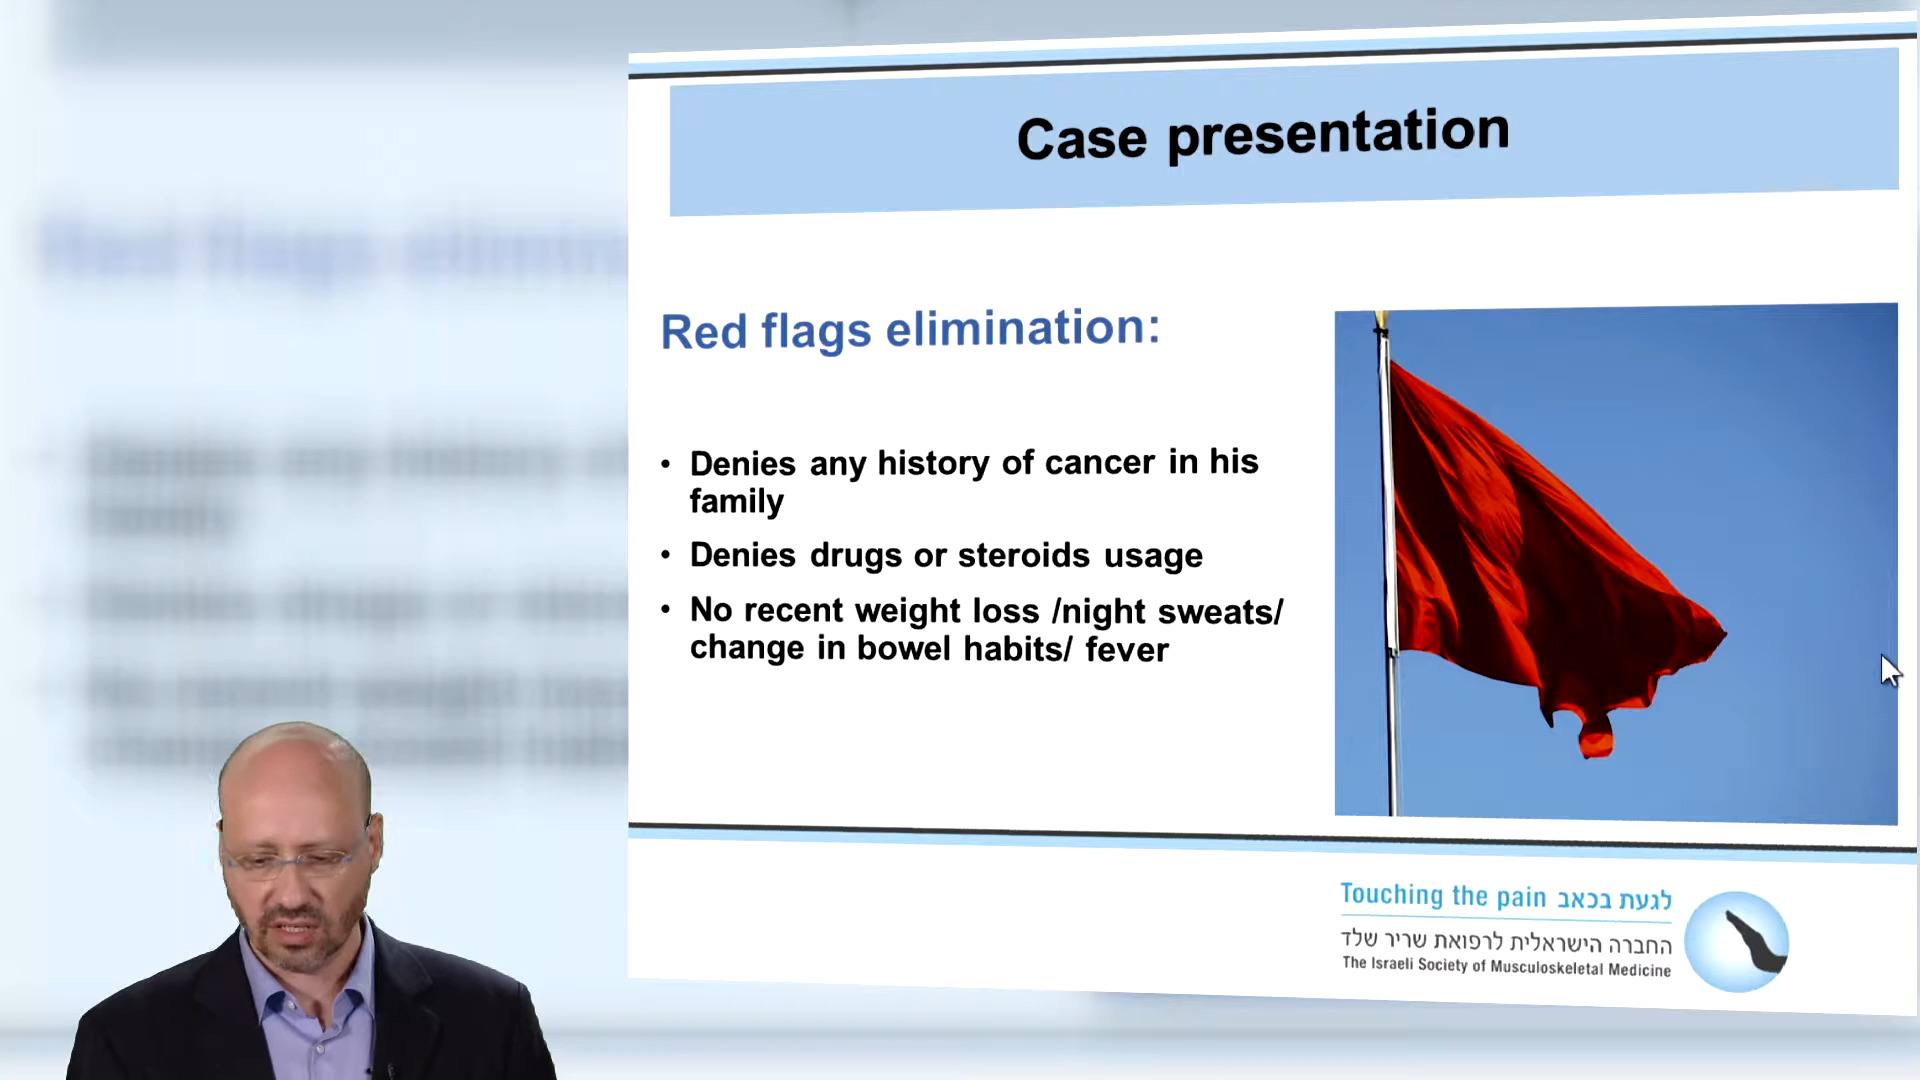 Case presentation
Red flags elimination:
• Denies any history of cancer in his
family
• Denies drugs or steroids usage
• No recent weight loss /night sweats/
change in bowel habits/ fever
Touching the pain לגעת בכאב
החברה הישראלית לרפואת שריר שלד
The Israeli Society of Musculoskeletal Medicine